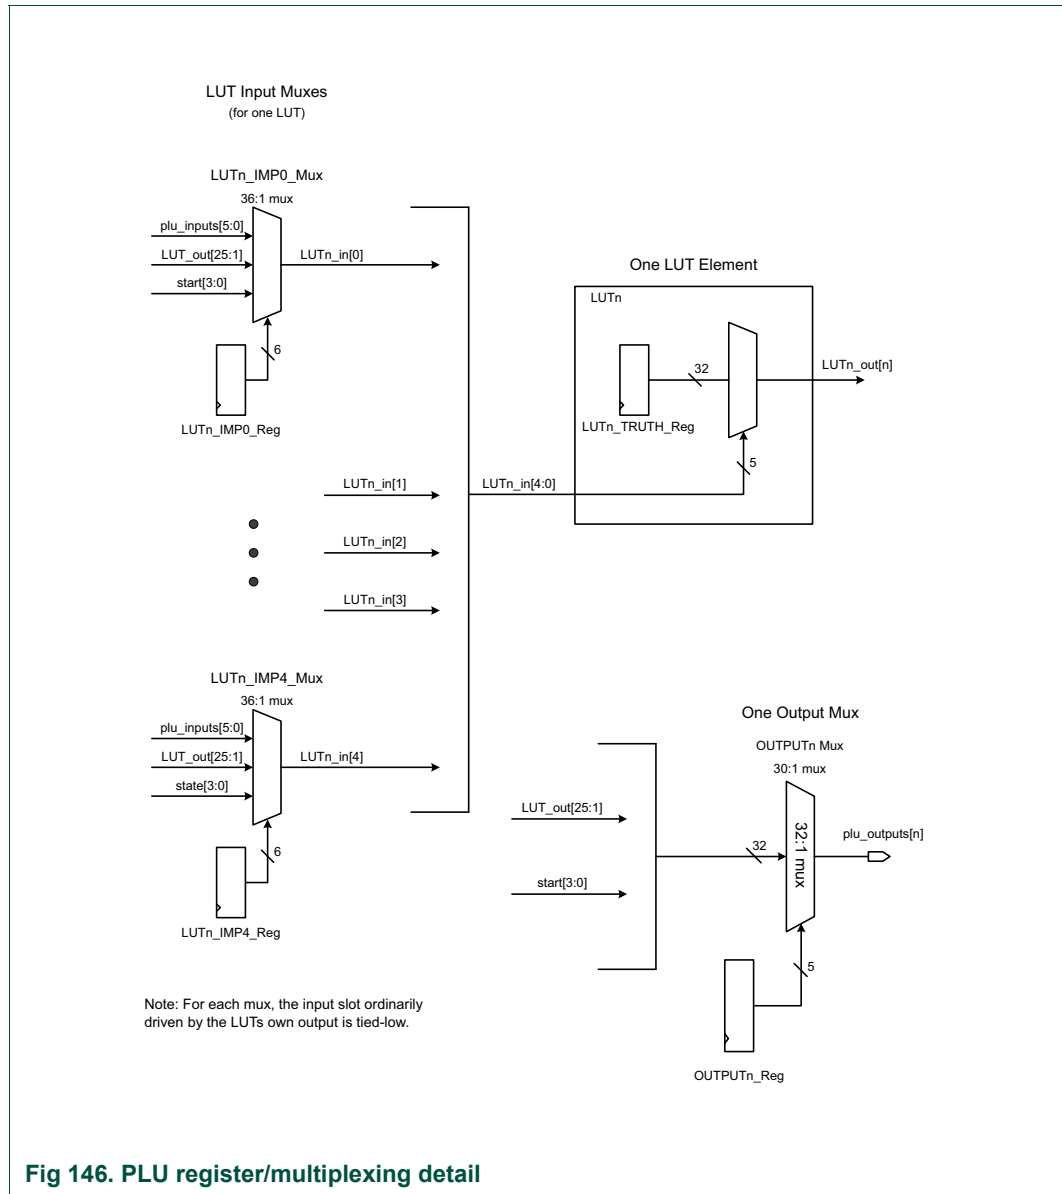 LUT Input Muxes
(for one LUT)
LUTn_IMP0_Mux
36:1 mux
plu_inputs[5:0]
LUT_out[25:1]
start[3:0]
LUTn_in[0]
6
LUTn_IMP0_Reg
LUTn_in[1]
LUTn_in[2]
LUTn_in[3]
LUTn_IMP4_Mux
36:1 mux
plu_inputs[5:0]
LUT_out[25:1]
state[3:0]
LUTn_in[4]
6
LUTn_IMP4_Reg
Note: For each mux, the input slot ordinarily
driven by the LUTs own output is tied-low.
LUTn_in[4:0]
One LUT Element
LUTn
32
LUTn_TRUTH_Reg
5
LUTn_out[n]
One Output Mux
OUTPUTn Mux
30:1 mux
LUT_out[25:1]
start[3:0]
32
32:1 mux
plu_outputs[n]
5
OUTPUTn_Reg
Fig 146. PLU register/multiplexing detail